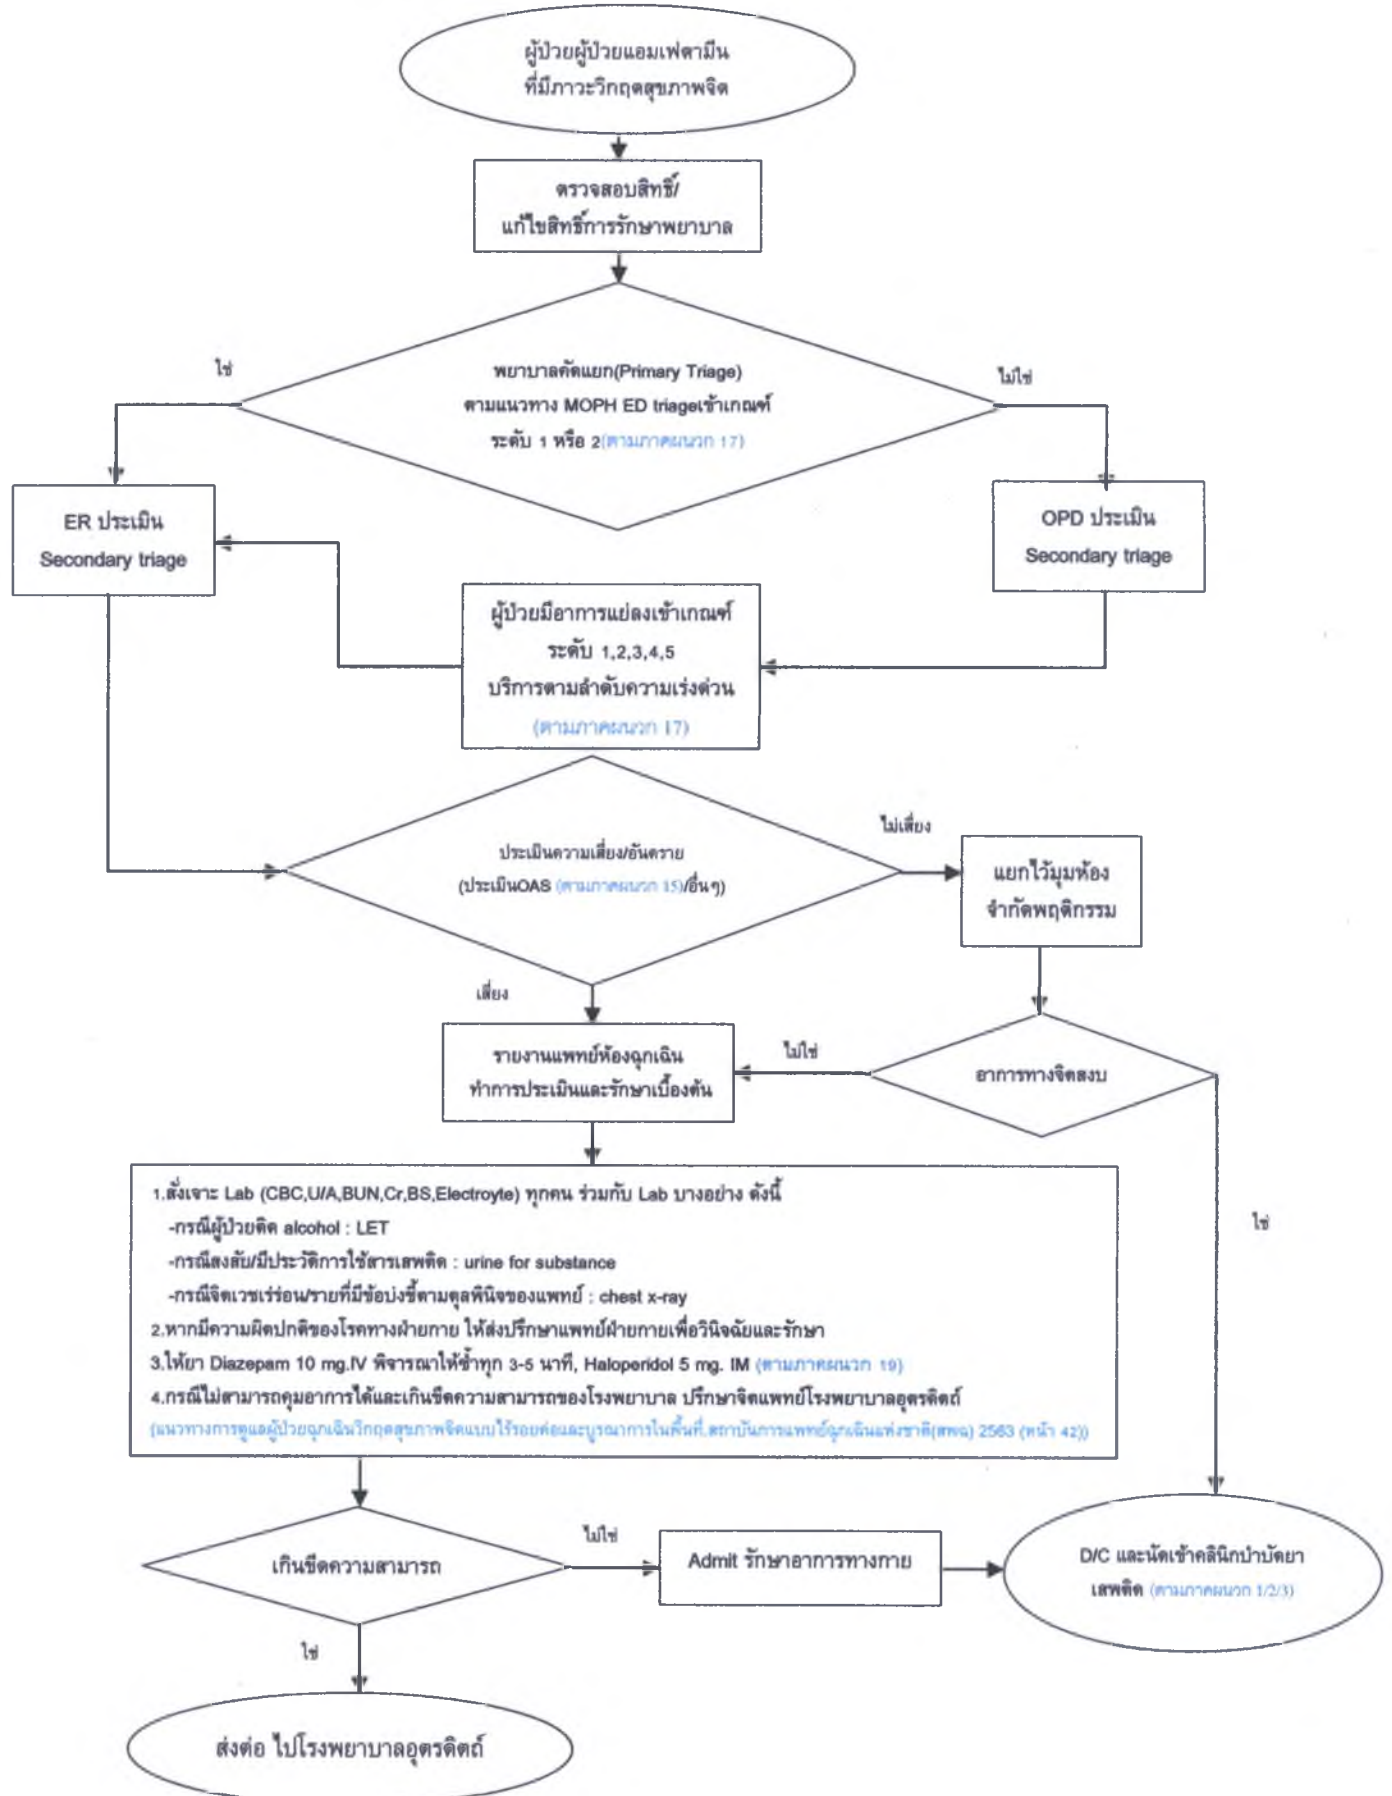 ผู้ป่วยผู้ป่วยแอมเฟตามีน
ที่มีภาวะวิกฤตสุขภาพจิต
ตรวจสอบสิทธิ์/
แก้ไขสิทธิ์การรักษาพยาบาล
ใช่
พยาบาลคัดแยก(Primary Triage)
ตามแนวทาง MOPH ED triageเข้าเกณฑ์
ระดับ 1 หรือ 2(ตามภาคผนวก 17)
ไม่ใช่
ER ประเมิน
Secondary triage
OPD ประเมิน
Secondary triage
ผู้ป่วยมีอาการแย่ลงเข้าเกณฑ์
ระดับ 1,2,3,4,5
บริการตามลำดับความเร่งด่วน
(ตามภาคผนวก 17)
ประเมินความเสี่ยง/อันตราย
(ประเมินOAS (ตามภาคผนวก 15)/อื่นๆ)
ไม่เสี่ยง
แยกไว้มุมห้อง
จำกัดพฤติกรรม
เสี่ยง
รายงานแพทย์ห้องฉุกเฉิน
ทำการประเมินและรักษาเบื้องต้น
ไม่ใช่
อาการทางจิตสงบ
ใช่
1.สั่งเจาะ Lab (CBC,U/A,BUN,Cr,BS,Electroyte) ทุกคน ร่วมกับ Lab บางอย่าง ดังนี้
-กรณีผู้ป่วยติด alcohol : LET
-กรณีสงสัย/มีประวัติการใช้สารเสพติด : urine for substance
-กรณีจิตเวชเร่ร่อน/รายที่มีข้อบ่งชี้ตามดุลพินิจของแพทย์ : chest x-ray
2.หากมีความผิดปกติของโรคทางฝ่ายกาย ให้ส่งปรึกษาแพทย์ฝ่ายกายเพื่อวินิจฉัยและรักษา
3.ให้ยา Diazepam 10 mg.IV พิจารณาให้ซ้ำทุก 3-5 นาที, Haloperidol 5 mg. IM (ตามภาคผนวก 19)
4.กรณีไม่สามารถคุมอาการได้และเกินขีดความสามารถของโรงพยาบาล ปรึกษาจิตแพทย์โรงพยาบาลอุตรดิตถ์
(แนวทางการดูแลผู้ป่วยฉุกเฉินวิกฤตสุขภาพจิตแบบไร้รอยต่อและบูรณาการในพื้นที่.สถาบันการแพทย์ฉุกเฉินแห่งชาติ(สพฉ) 2563 (หน้า 42))
เกินขีดความสามารถ
ไม่ใช่
Admit รักษาอาการทางกาย
D/C และนัดเข้าคลินิกบำบัดยา
เสพติด (ตามภาคผนวก 1/2/3)
ใช่
ส่งต่อ ไปโรงพยาบาลอุตรดิตถ์